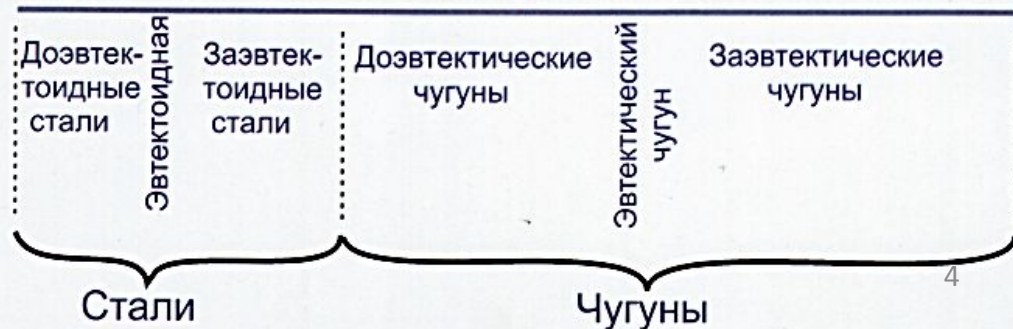 Доэвтек-
тоидные
стали
Эвтектоидная
Заэвтек-
тоидные
стали
Доэвтектические
чугуны
Эвтектический
чугун
Заэвтектические
чугуны
Стали
Чугуны
4